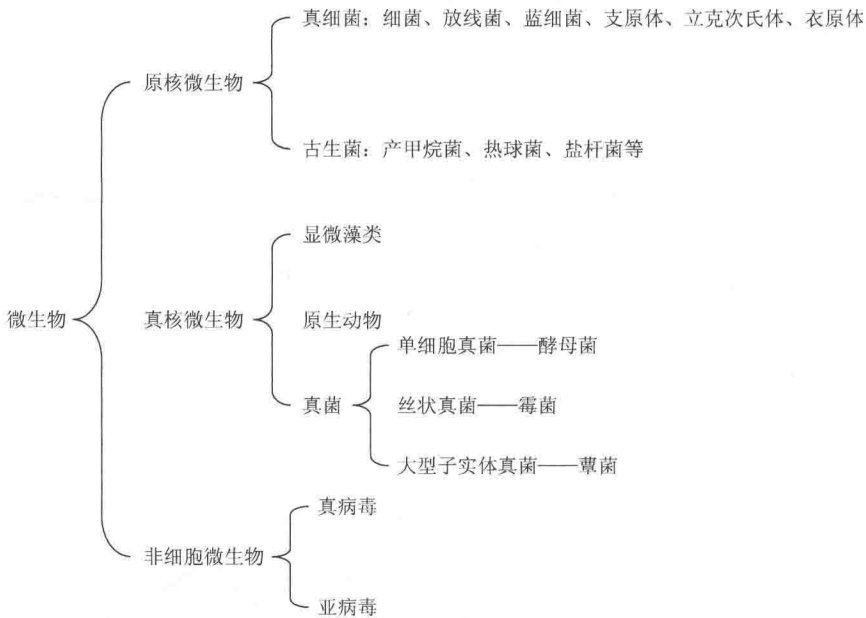 真细菌：细菌、放线菌、蓝细菌、支原体、立克次氏体、衣原体
原核微生物
古生菌：产甲烷菌、热球菌、盐杆菌等
显微藻类
微生物
真核微生物
原生动物
单细胞真菌——酵母菌
真菌
丝状真菌——霉菌
大型子实体真菌——蕈菌
真病毒
非细胞微生物
亚病毒